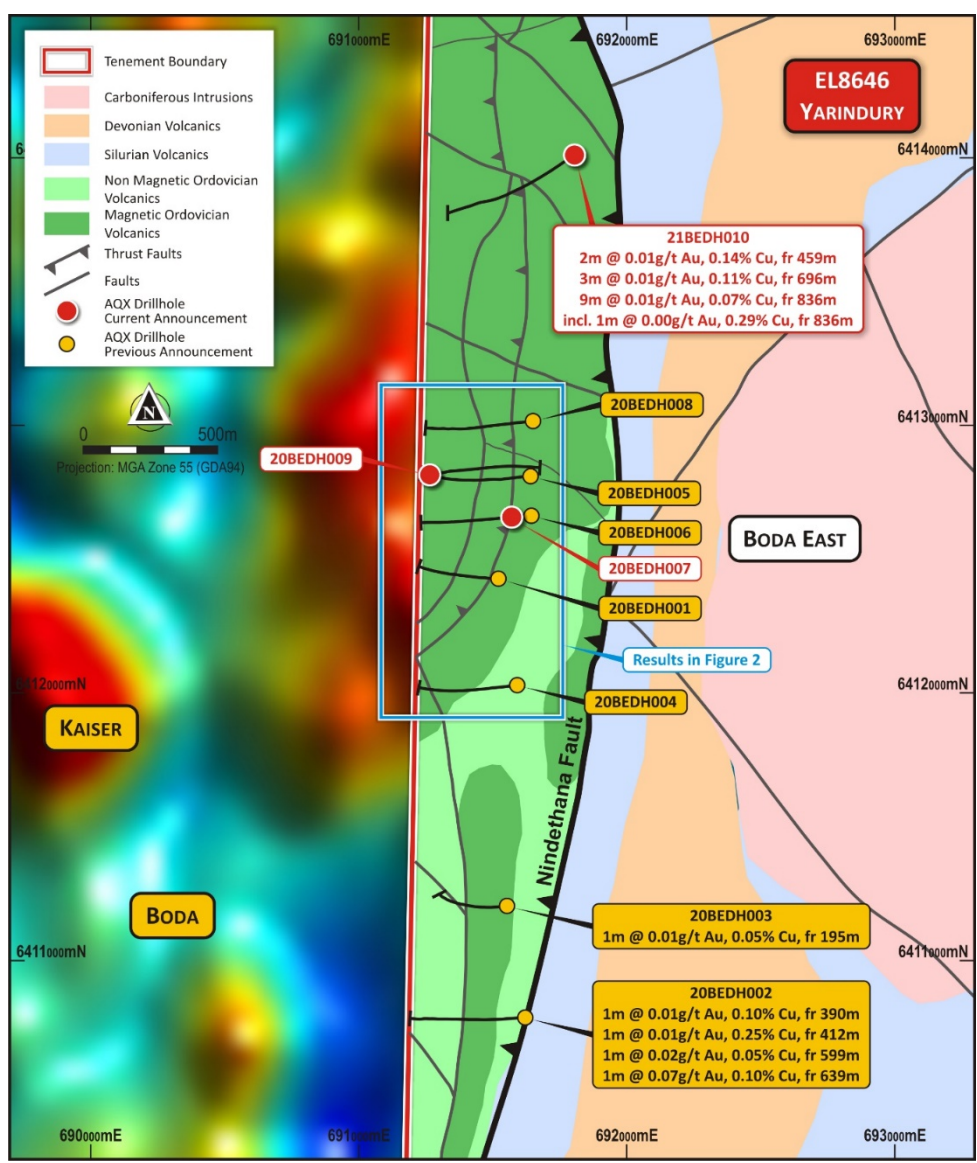 691000mE
692000mE
693000mE
Tenement Boundary
Carboniferous Intrusions
Devonian Volcanics
Silurian Volcanics
Non Magnetic Ordovician
Volcanics
Magnetic Ordovician
Volcanics
Thrust Faults
Faults
AQX Drillhole
Current Announcement
AQX Drillhole
Previous Announcement
EL8646
YARINDURY
6414000mN
21BEDH010
2m @ 0.01g/t Au, 0.14% Cu, fr 459m
3m @ 0.01g/t Au, 0.11% Cu, fr 696m
9m @ 0.01g/t Au, 0.07% Cu, fr 836m
incl. 1m @ 0.00g/t Au, 0.29% Cu, fr 836m
N
0 500m
Projection: MGA Zone 55 (GDA94)
20BEDH008
6413000mN
20BEDH009
20BEDH005
20BEDH006
BODA EAST
20BEDH007
20BEDH001
Results in Figure 2
6412000mN
6412000mN
20BEDH004
KAISER
Nindethana Fault
BODA
20BEDH003
1m @ 0.01g/t Au, 0.05% Cu, fr 195m
6411000mN
6411000mN
20BEDH002
1m @ 0.01g/t Au, 0.10% Cu, fr 390m
1m @ 0.01g/t Au, 0.25% Cu, fr 412m
1m @ 0.02g/t Au, 0.05% Cu, fr 599m
1m @ 0.07g/t Au, 0.10% Cu, fr 639m
690000mE
691000mE
692000mE
693000mE